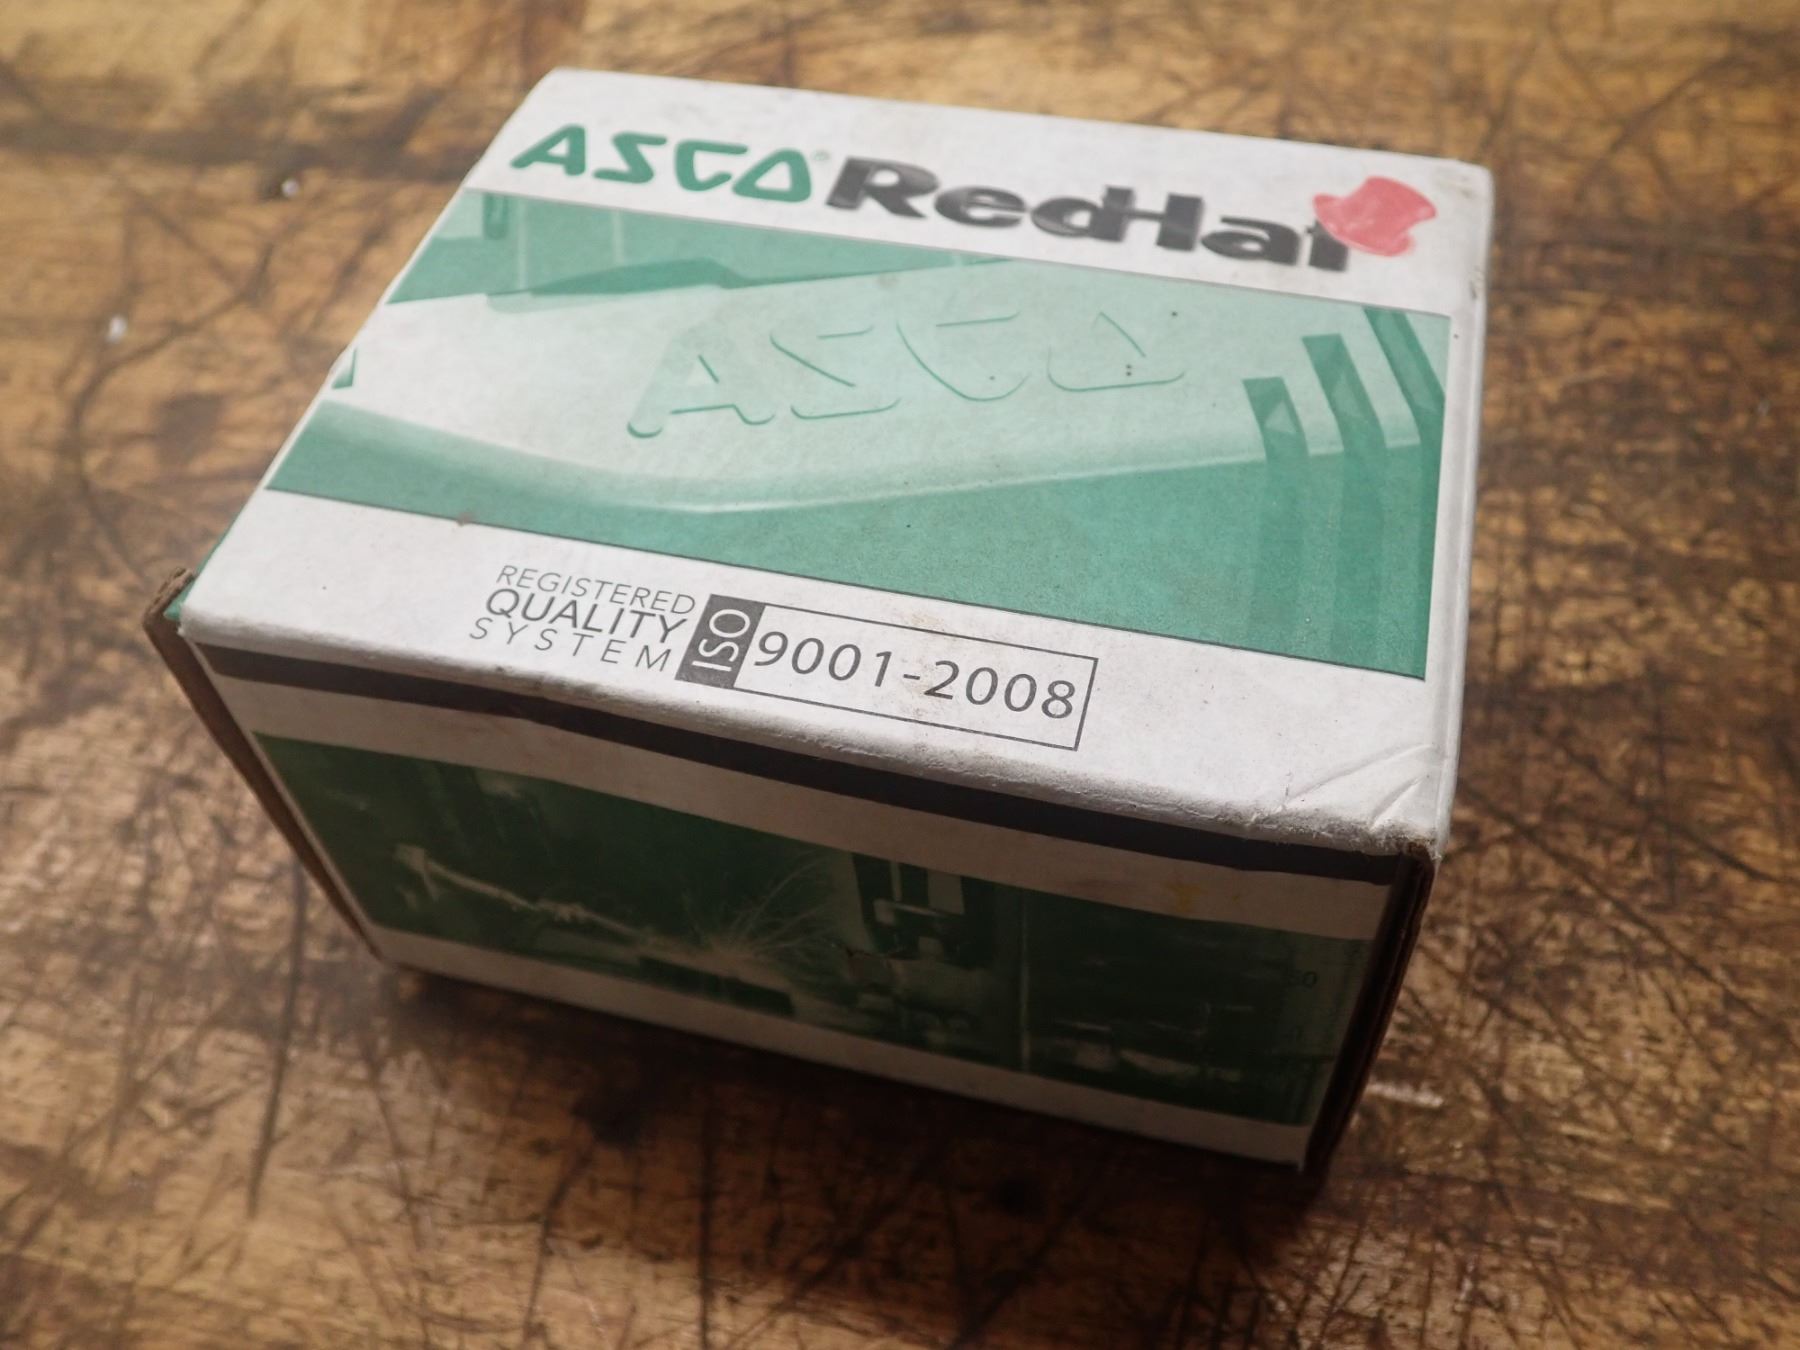 ASCO® RedHat
ASCO
REGISTERED
QUALITY
SYSTEM
ISO 9001-2008